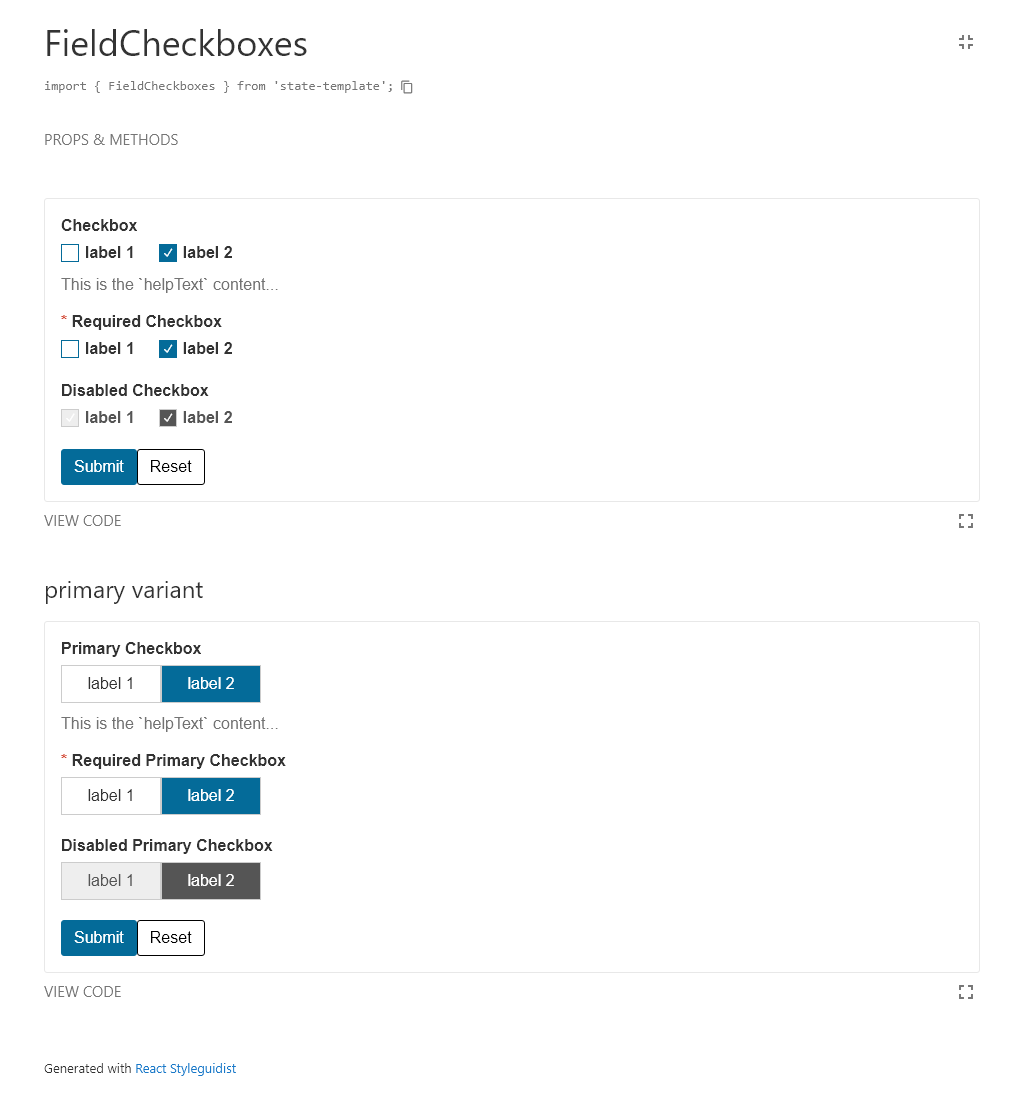 FieldCheckboxes
import { FieldCheckboxes } from 'state-template';
PROPS & METHODS
Checkbox
label 1 label 2
This is the `helpText` content...
* Required Checkbox
label 1 label 2
Disabled Checkbox
label 1 label 2
Submit Reset
VIEW CODE
primary variant
Primary Checkbox
label 1 label 2
This is the `helpText` content...
* Required Primary Checkbox
label 1 label 2
Disabled Primary Checkbox
label 1 label 2
Submit Reset
VIEW CODE
Generated with React Styleguidist